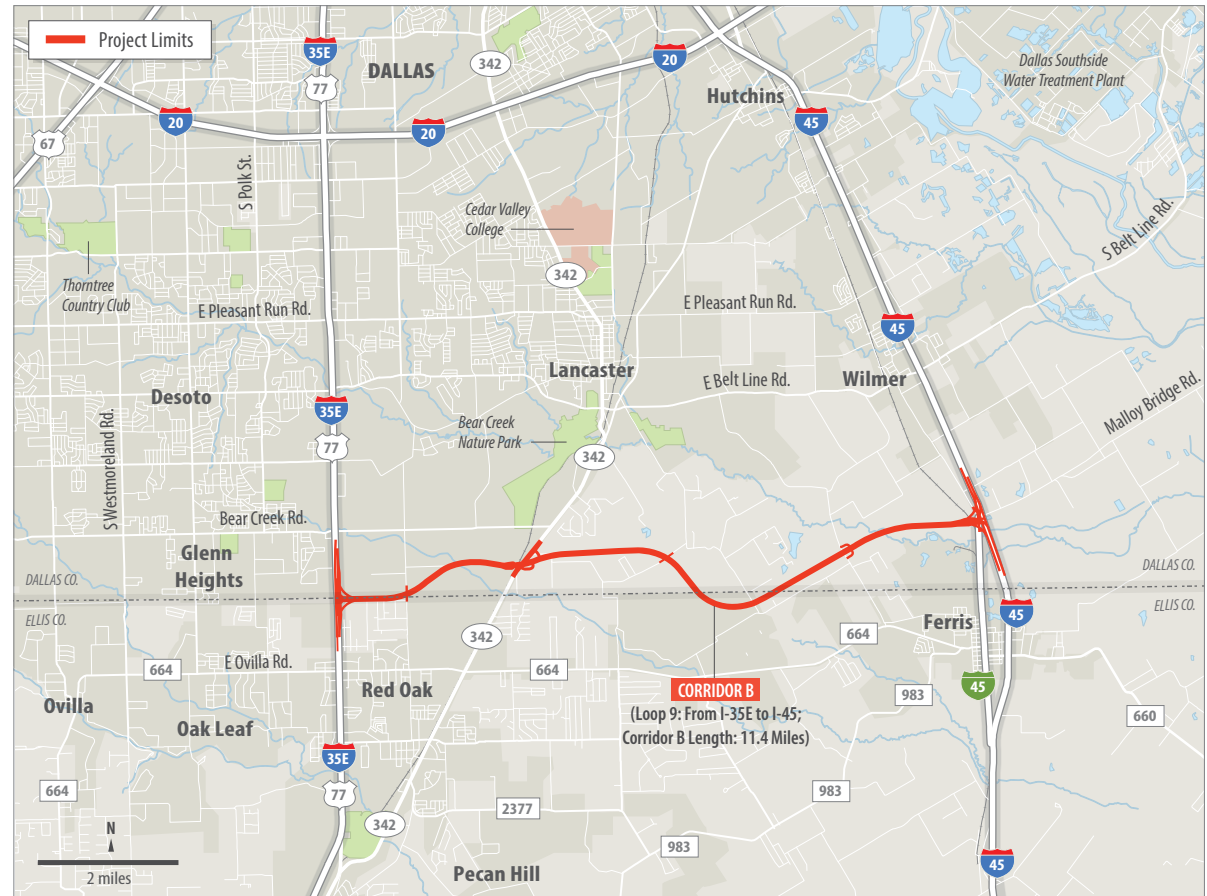 Project Limits
35E
77
342
DALLAS
20
Dallas Southside
Water Treatment Plant
Hutchins
20
20
45
67
S Polk St.
Cedar Valley
College
S Belt Line Rd.
342
Thorntree
Country Club
E Pleasant Run Rd.
E Pleasant Run Rd.
45
Lancaster
E Belt Line Rd.
Wilmer
Desoto
35E
77
Bear Creek
Nature Park
342
Malloy Bridge Rd.
S Westmoreland Rd.
Bear Creek Rd.
Glenn
Heights
DALLAS CO.
ELLIS CO.
DALLAS CO.
ELLIS CO.
45
Ferris
342
664
664
E Ovilla Rd.
664
Red Oak
CORRIDOR B
(Loop 9: From I-35E to I-45;
Corridor B Length: 11.4 Miles)
983
45
660
Ovilla
Oak Leaf
35E
77
664
2377
983
342
983
45
Pecan Hill
N
2 miles